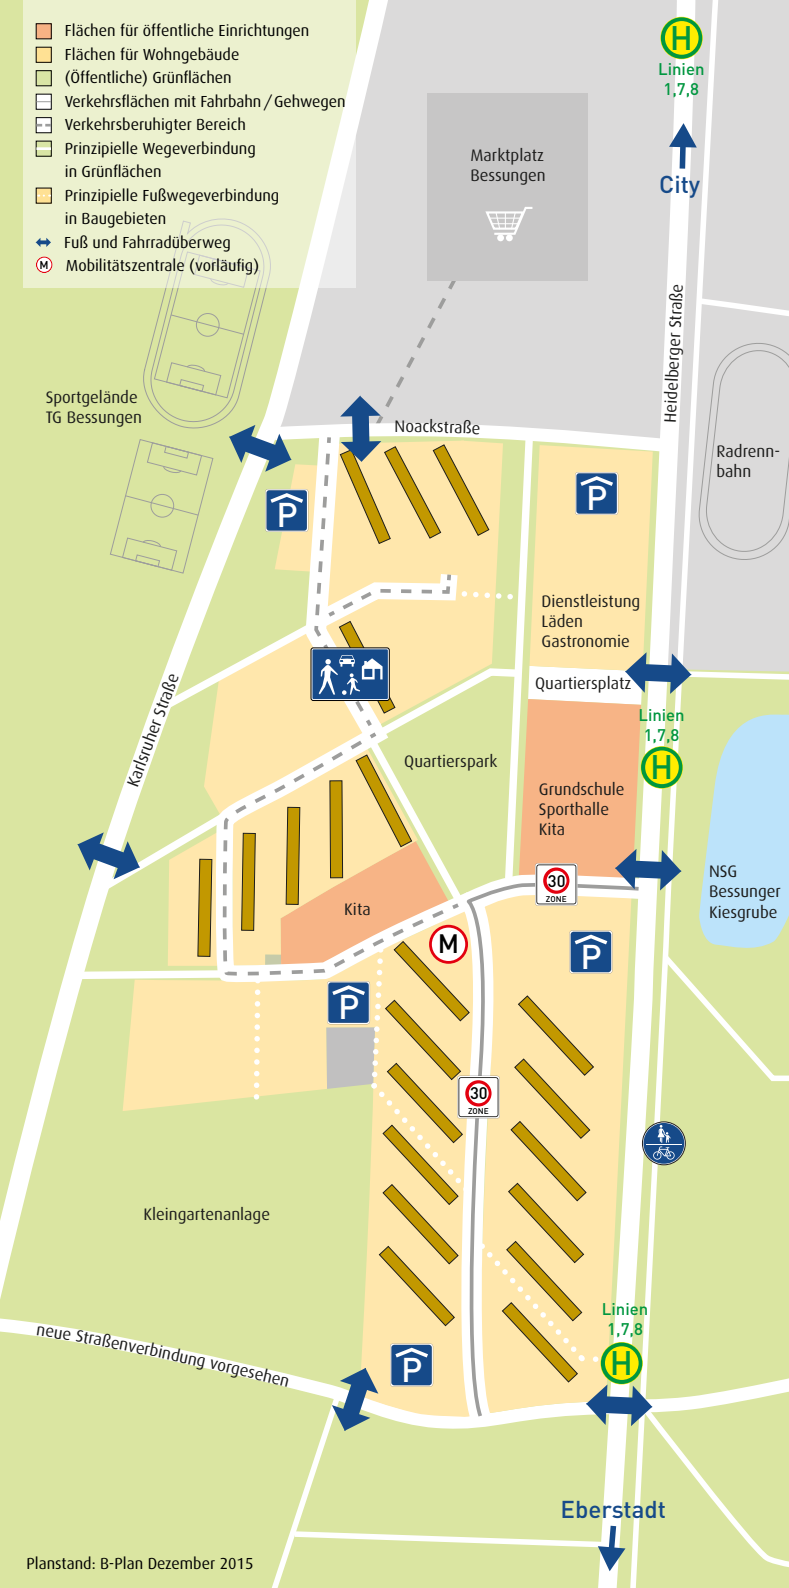 Flächen für öffentliche Einrichtungen
Flächen für Wohngebäude
(Öffentliche) Grünflächen
Verkehrsflächen mit Fahrbahn / Gehwegen
Verkehrsberuhigter Bereich
Prinzipielle Wegeverbindung
in Grünflächen
Prinzipielle Fußwegeverbindung
in Baugebieten
Fuß und Fahrradüberweg
M Mobilitätszentrale (vorläufig)
H
Linien
1,7,8
City
Marktplatz
Bessungen
Heidelberger Straße
Sportgelände
TG Bessungen
Noackstraße
Radrenn-
bahn
P
P
Dienstleistung
Läden
Gastronomie
Quartiersplatz
Karlsruher Straße
Linien
1,7,8
H
Quartierspark
Grundschule
Sporthalle
Kita
NSG
Bessunger
Kiesgrube
30
ZONE
Kita
M
P
P
30
ZONE
Kleingartenanlage
Linien
1,7,8
H
neue Straßenverbindung vorgesehen
P
Eberstadt
Planstand: B-Plan Dezember 2015